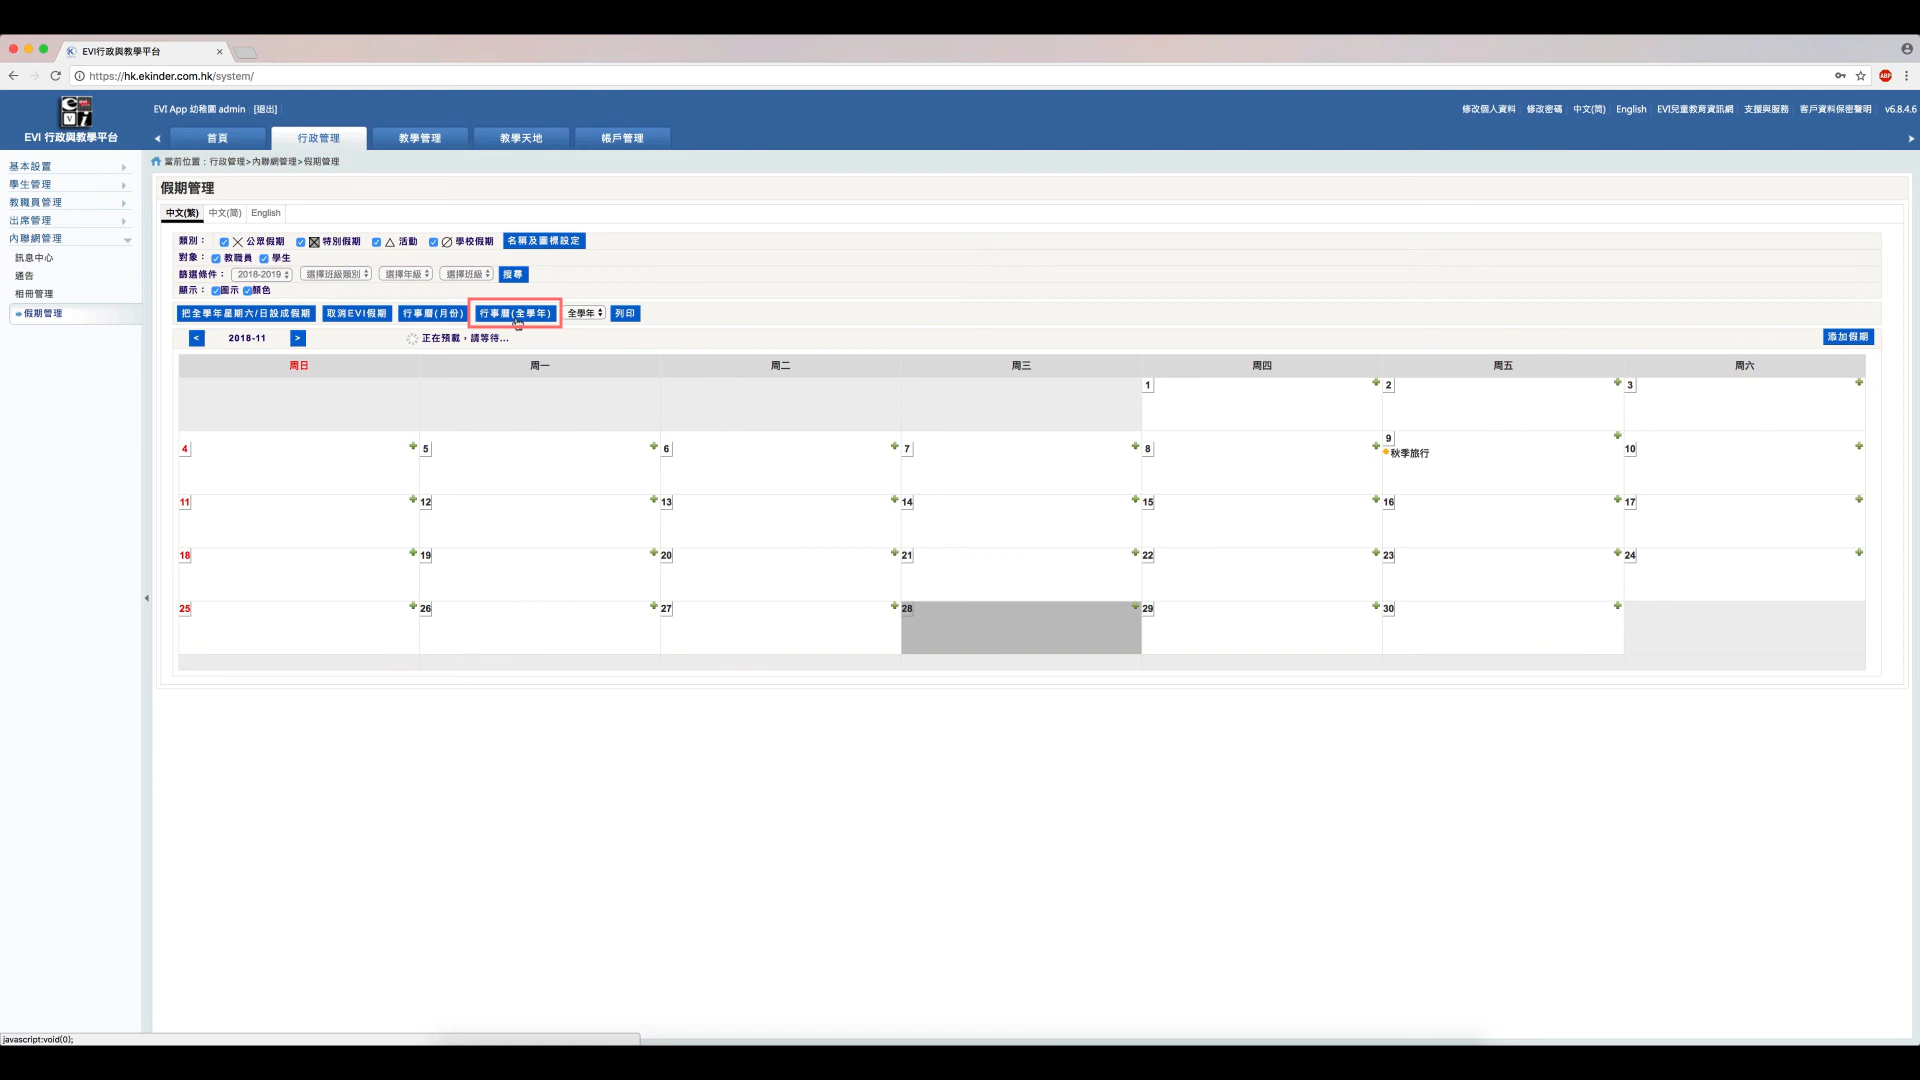 EVI行政與教學平台
https://hk.ekinder.com.hk/system/
ABP
EVI App 幼稚園 admin [退出]
修改個人資料 修改密碼 中文(简) English EVI兒童教育資訊網 支援與服務 客戶資料保密聲明 v6.8.4.6
EVI 行政與教學平台
首頁 行政管理 教學管理 教學天地 帳戶管理
當前位置：行政管理>內聯網管理>假期管理
基本設置
學生管理
教職員管理
出席管理
內聯網管理
訊息中心
通告
相冊管理
假期管理
假期管理
中文(繁) 中文(简) English
類別： 公眾假期 特別假期 活動 學校假期 名稱及圖標設定
對象： 教職員 學生
篩選條件： 2018-2019 選擇班級類別 選擇年級 選擇班級 搜尋
顯示： 圖示 顏色
把全學年星期六/日設成假期 取消EVI假期 行事曆(月份) 行事曆(全學年) 全學年 列印
< 2018-11 > 正在預載，請等待... 添加假期
周日 周一 周二 周三 周四 周五 周六
1 2 3
4 5 6 7 8 9 10
秋季旅行
11 12 13 14 15 16 17
18 19 20 21 22 23 24
25 26 27 28 29 30
javascript:void(0);